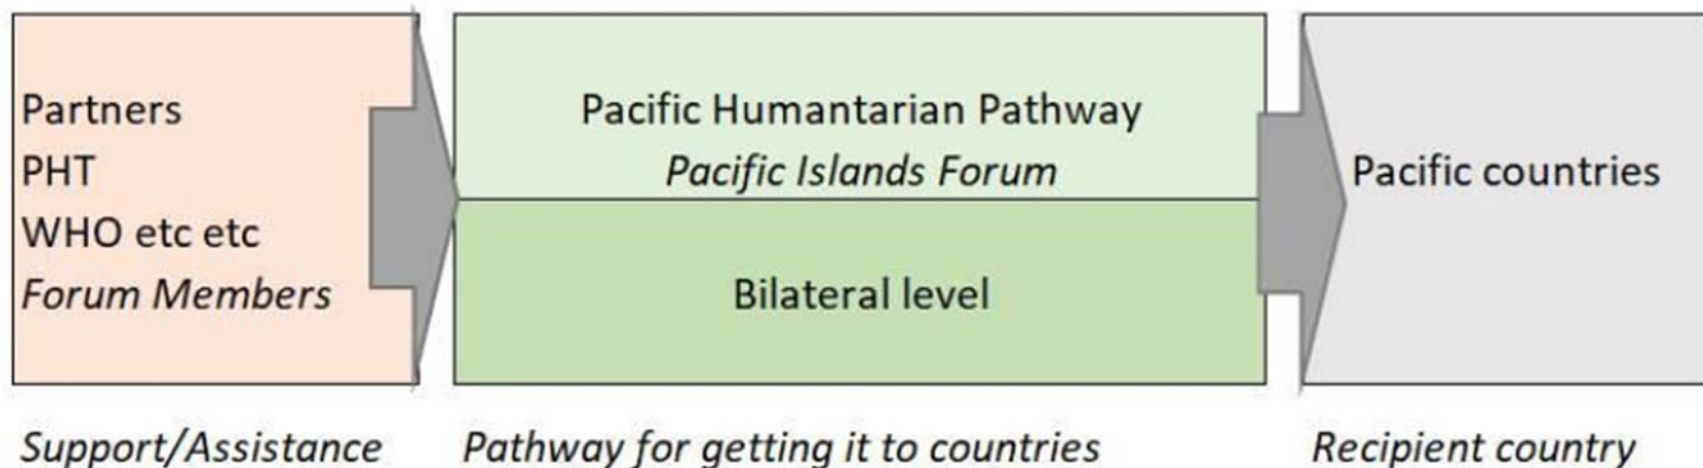 Partners
PHT
WHO etc etc
Forum Members
Pacific Humantarian Pathway
Pacific Islands Forum
Bilateral level
Pacific countries
Support/Assistance
Pathway for getting it to countries
Recipient country